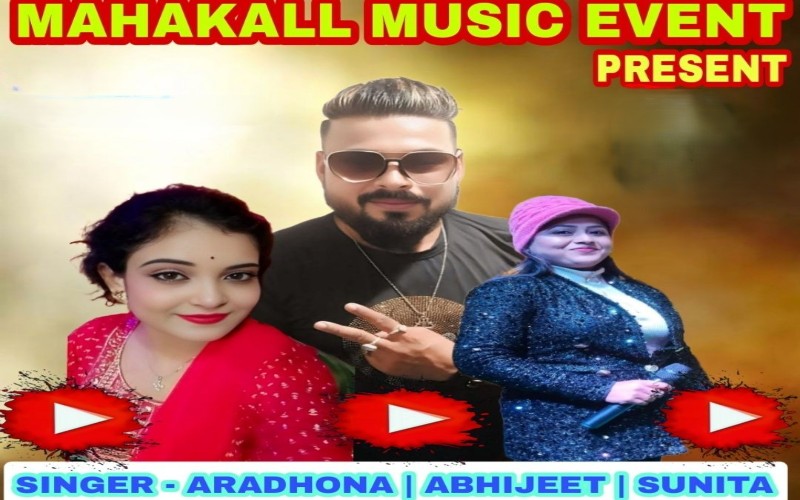 MAHAKALL MUSIC EVENT
PRESENT
SINGER - ARADHONA | ABHIJEET | SUNITA